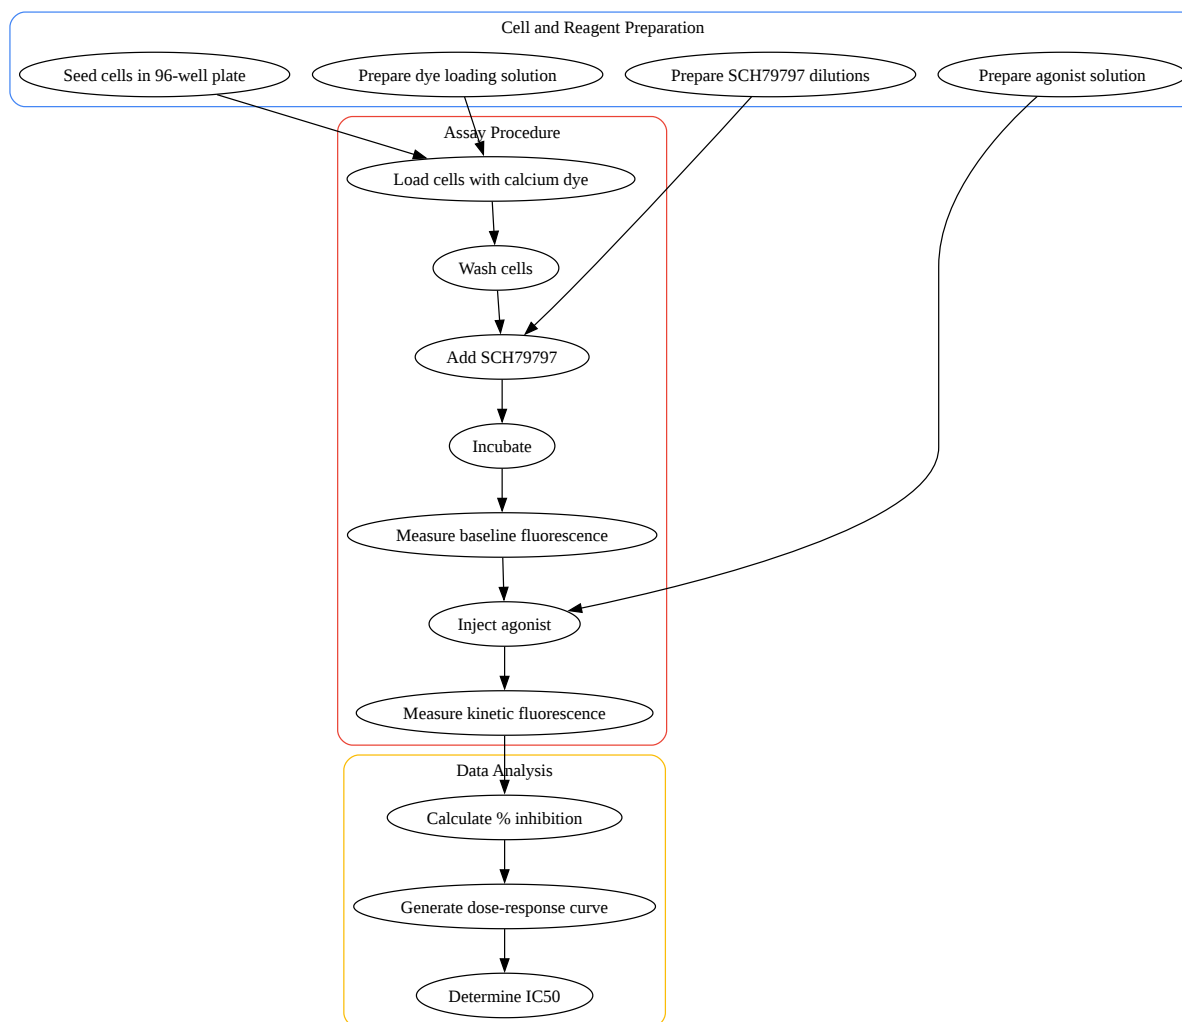 Cell and Reagent Preparation
Seed cells in 96-well plate
Prepare dye loading solution
Prepare SCH79797 dilutions
Prepare agonist solution
Assay Procedure
Load cells with calcium dye
Wash cells
Add SCH79797
Incubate
Measure baseline fluorescence
Inject agonist
Measure kinetic fluorescence
Data Analysis
Calculate % inhibition
Generate dose-response curve
Determine IC50